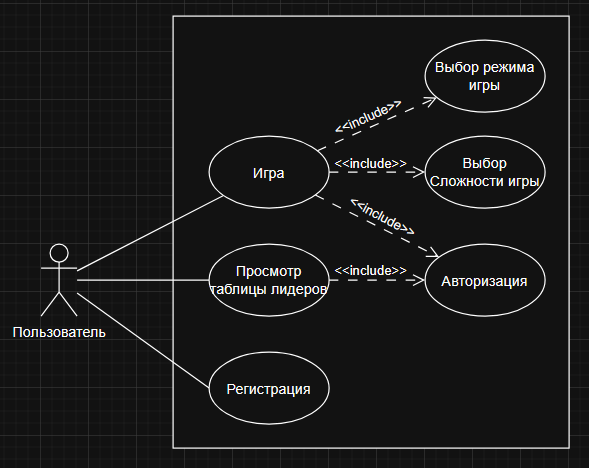 Выбор режима
игры
<<include>>
Игра
<<include>>
Выбор
Сложности игры
<<include>>
Просмотр
таблицы лидеров
<<include>>
Авторизация
Пользователь
Регистрация